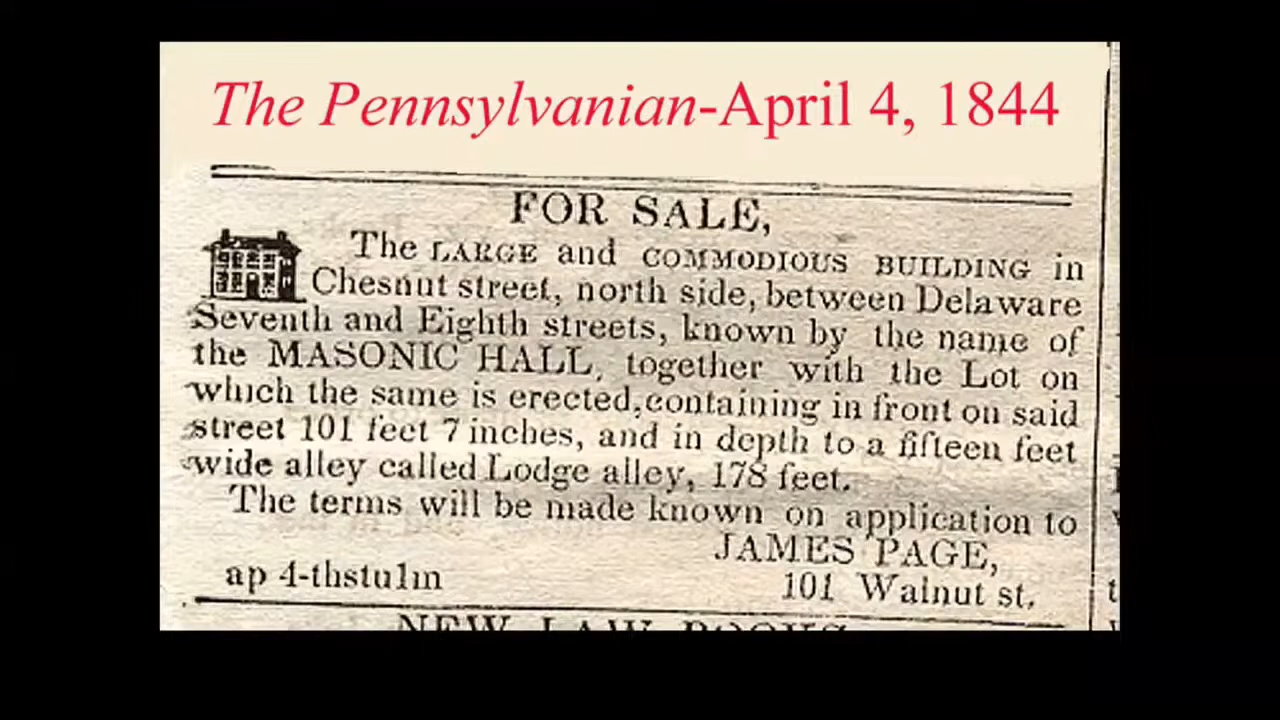 The Pennsylvanian-April 4, 1844
FOR SALE,
The LARGE and COMMODIOUS BUILDING in
Chesnut street, north side, between Delaware
Seventh and Eighth streets, known by the name of
the MASONIC HALL, together with the Lot on
which the same is erected, containing in front on said
street 101 feet 7 inches, and in depth to a fifteen feet
wide alley called Lodge alley, 178 feet.
The terms will be made known on application to
JAMES PAGE,
ap 4-thstu1m 101 Walnut st.
NEW LAW BOOKS